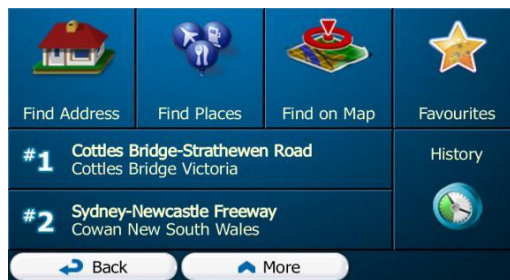 Find Address
Find Places
Find on Map
Favourites
#1
Cottles Bridge-Strathewen Road
Cottles Bridge Victoria
History
#2
Sydney-Newcastle Freeway
Cowan New South Wales
Back
More